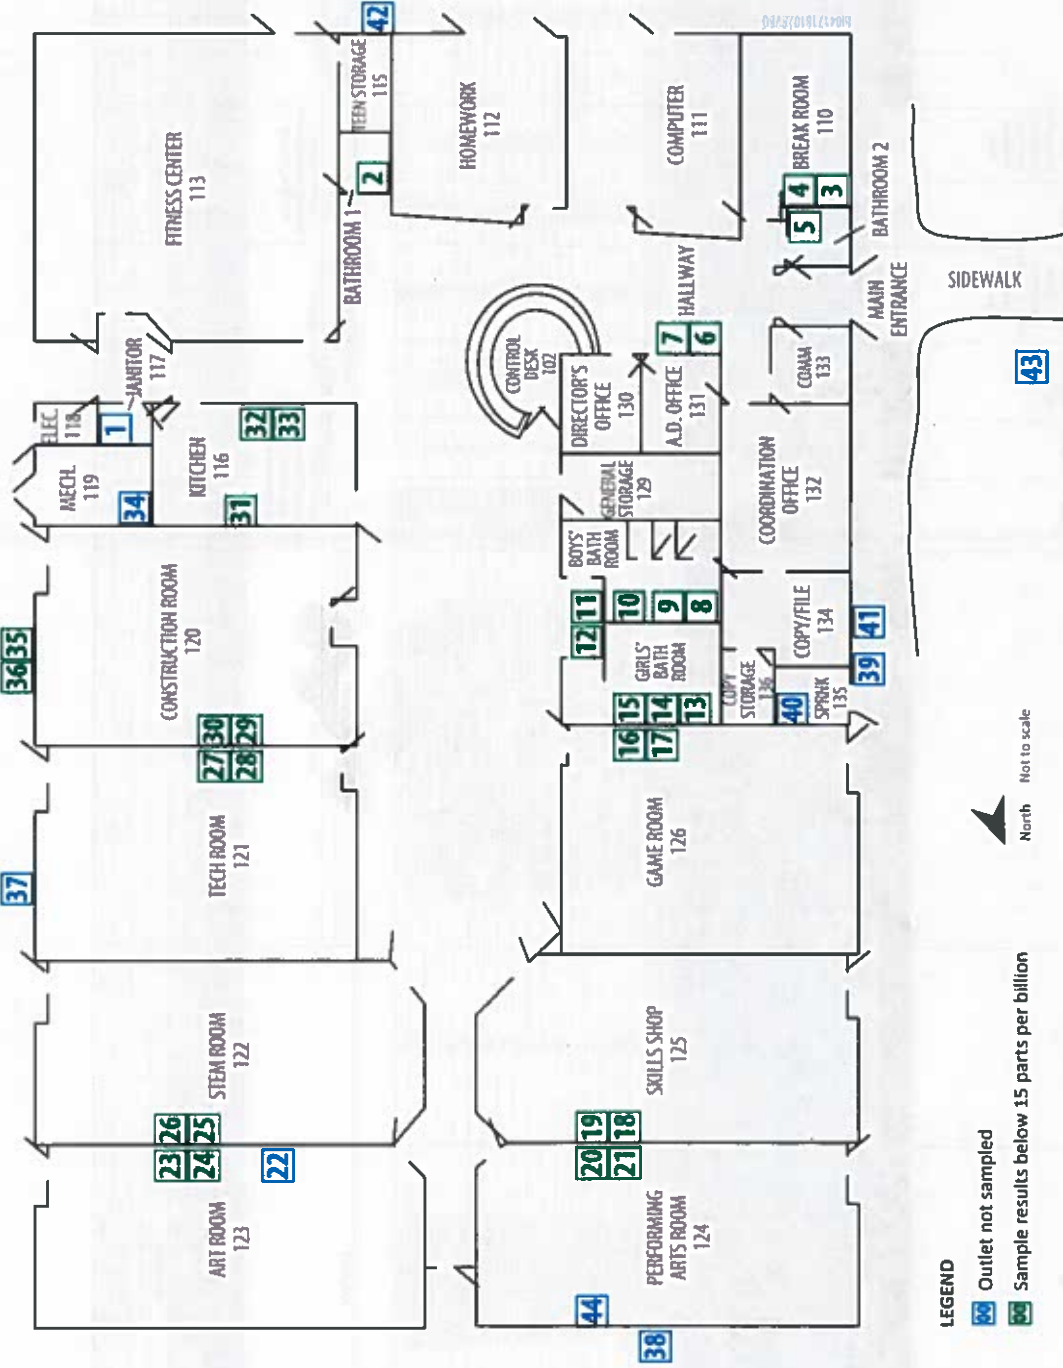 FITNESS CENTER
113
TEEN STORAGE
115
42
HOMEWORK
112
COMPUTER
111
BREAK ROOM
110
2
BATHROOM 1
4
3
5
BATHROOM 2
HALLWAY
MAIN
ENTRANCE
SIDEWALK
43
JANITOR
117
ELEC.
118
1
MECH.
119
34
KITCHEN
116
32
33
31
CONTROL
DESK
102
DIRECTOR'S
OFFICE
130
7
6
A.D. OFFICE
131
COMM
133
GENERAL
STORAGE
129
COORDINATION
OFFICE
132
BOYS'
BATH
ROOM
36 35
CONSTRUCTION ROOM
120
30
29
27
28
12 11
10
9
8
GIRLS'
BATH
ROOM
15
14
13
16
17
COPY
STORAGE
136
COPY/FILE
134
41
39
40
SPRNK
135
37
TECH ROOM
121
GAME ROOM
126
North
Not to scale
STEM ROOM
122
SKILLS SHOP
125
26
25
23
24
22
19
18
20
21
ART ROOM
123
PERFORMING
ARTS ROOM
124
44
38
LEGEND
00 Outlet not sampled
00 Sample results below 15 parts per billion